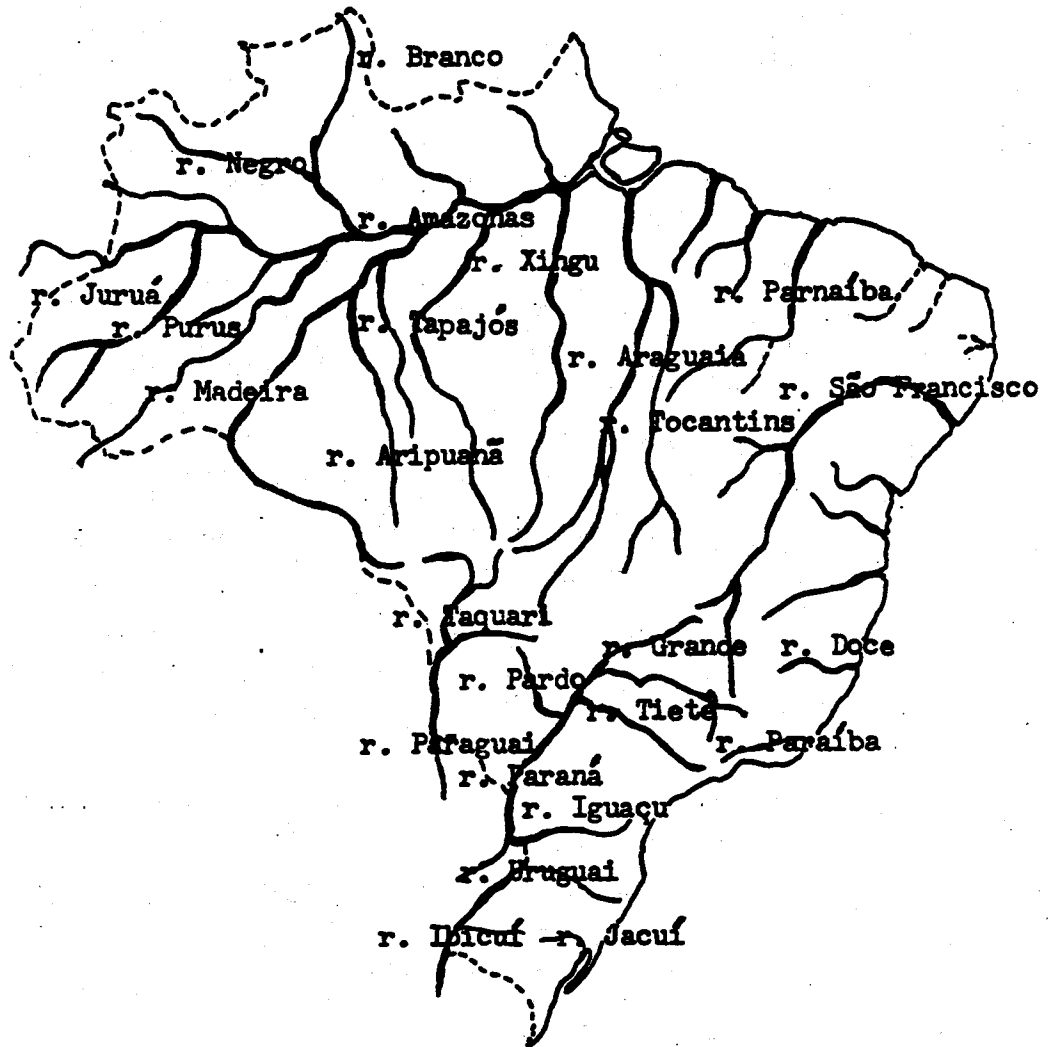 r. Branco
r. Negro
r. Amazonas
r. Xingu
r. Juruá
r. Parnaíba
r. Purus
r. Tapajós
r. Araguaia
r. Madeira
r. São Francisco
r. Tocantins
r. Aripuanã
r. Taquari
r. Grande
r. Doce
r. Pardo
r. Tietê
r. Paraguai
r. Paraíba
r. Paraná
r. Iguaçu
r. Uruguai
r. Ibicuí
r. Jacuí